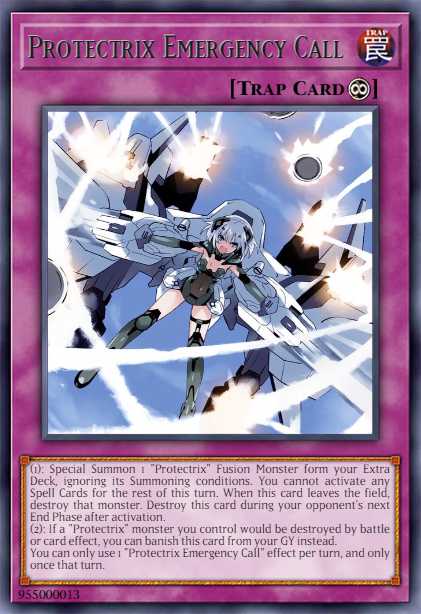 Protectrix Emergency Call
TRAP
罠
[Trap Card]
(1): Special Summon 1 "Protectrix" Fusion Monster form your Extra
Deck, ignoring its Summoning conditions. You cannot activate any
Spell Cards for the rest of this turn. When this card leaves the field,
destroy that monster. Destroy this card during your opponent's next
End Phase after activation.
(2): If a "Protectrix" monster you control would be destroyed by battle
or card effect, you can banish this card from your GY instead.
You can only use 1 "Protectrix Emergency Call" effect per turn, and only
once that turn.
955000013